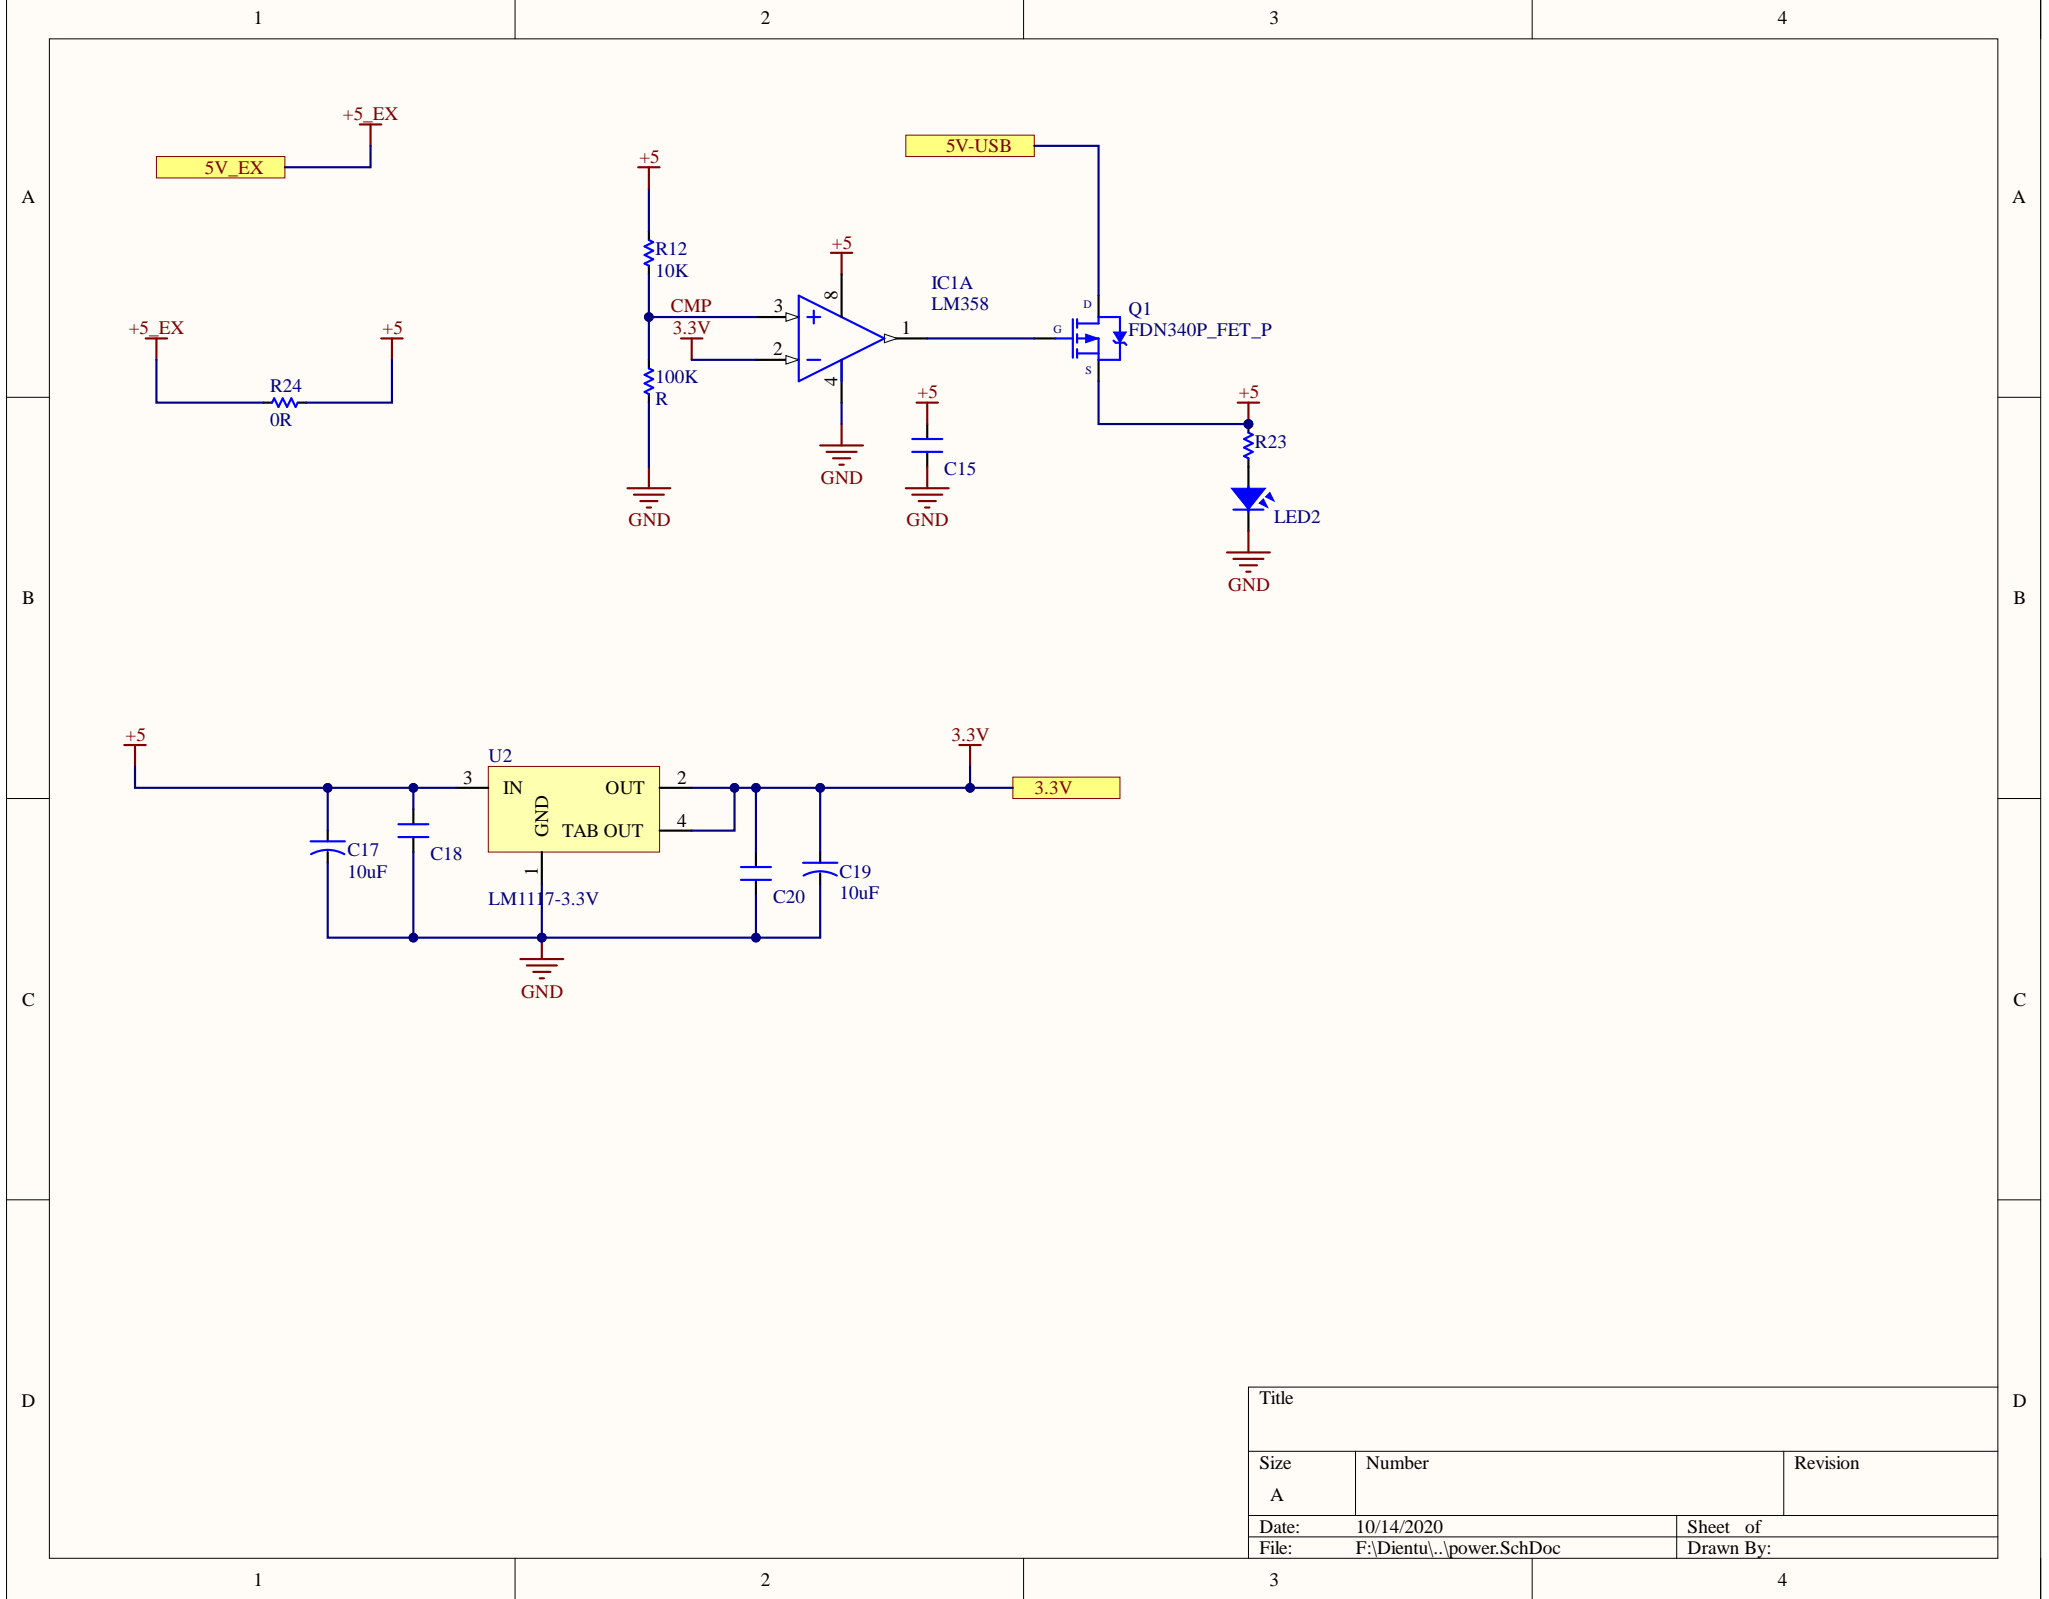 1 2 3 4
A A
B B
C C
D D
+5_EX
5V_EX
+5
5V-USB
R12
10K
+5
IC1A
LM358
8
CMP
3
3.3V
2
1
4
D
G
S
Q1
FDN340P_FET_P
+5_EX
+5
R24
0R
100K
R
GND
GND
+5
C15
GND
+5
R23
LED2
GND
+5
U2
3
IN
OUT
2
GND
TAB OUT
4
1
LM1117-3.3V
C17
10uF
C18
C20
C19
10uF
3.3V
3.3V
GND
Title
Size
A
Number
Revision
Date: 10/14/2020
Sheet of
File: F:\Dientu\..\power.SchDoc
Drawn By:
1 2 3 4